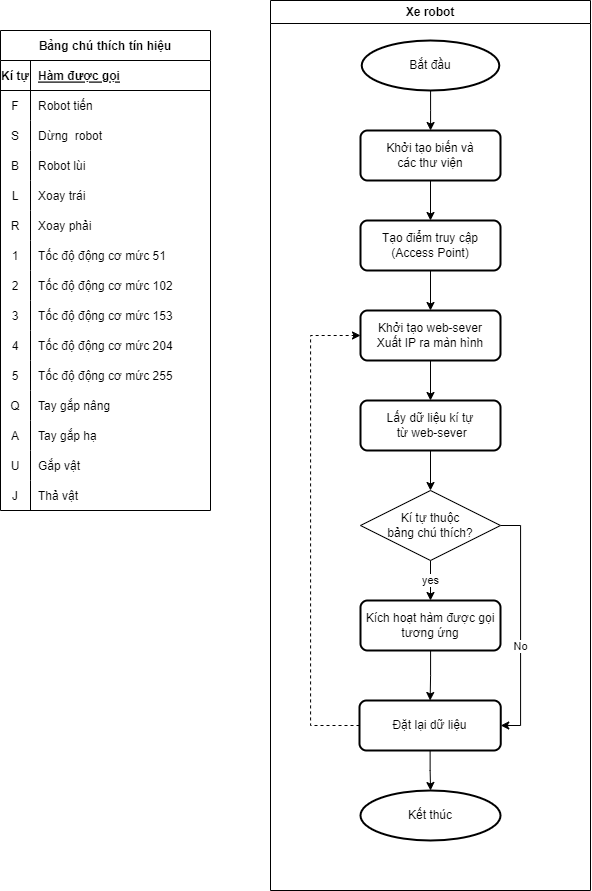 Bảng chú thích tín hiệu
Kí tự Hàm được gọi
F Robot tiến
S Dừng robot
B Robot lùi
L Xoay trái
R Xoay phải
1 Tốc độ động cơ mức 51
2 Tốc độ động cơ mức 102
3 Tốc độ động cơ mức 153
4 Tốc độ động cơ mức 204
5 Tốc độ động cơ mức 255
Q Tay gắp nâng
A Tay gắp hạ
U Gắp vật
J Thả vật
Xe robot
Bắt đầu
Khởi tạo biến và
các thư viện
Tạo điểm truy cập
(Access Point)
Khởi tạo web-sever
Xuất IP ra màn hình
Lấy dữ liệu kí tự
từ web-sever
Kí tự thuộc
bảng chú thích?
yes
Kích hoạt hàm được gọi
tương ứng
No
Đặt lại dữ liệu
Kết thúc